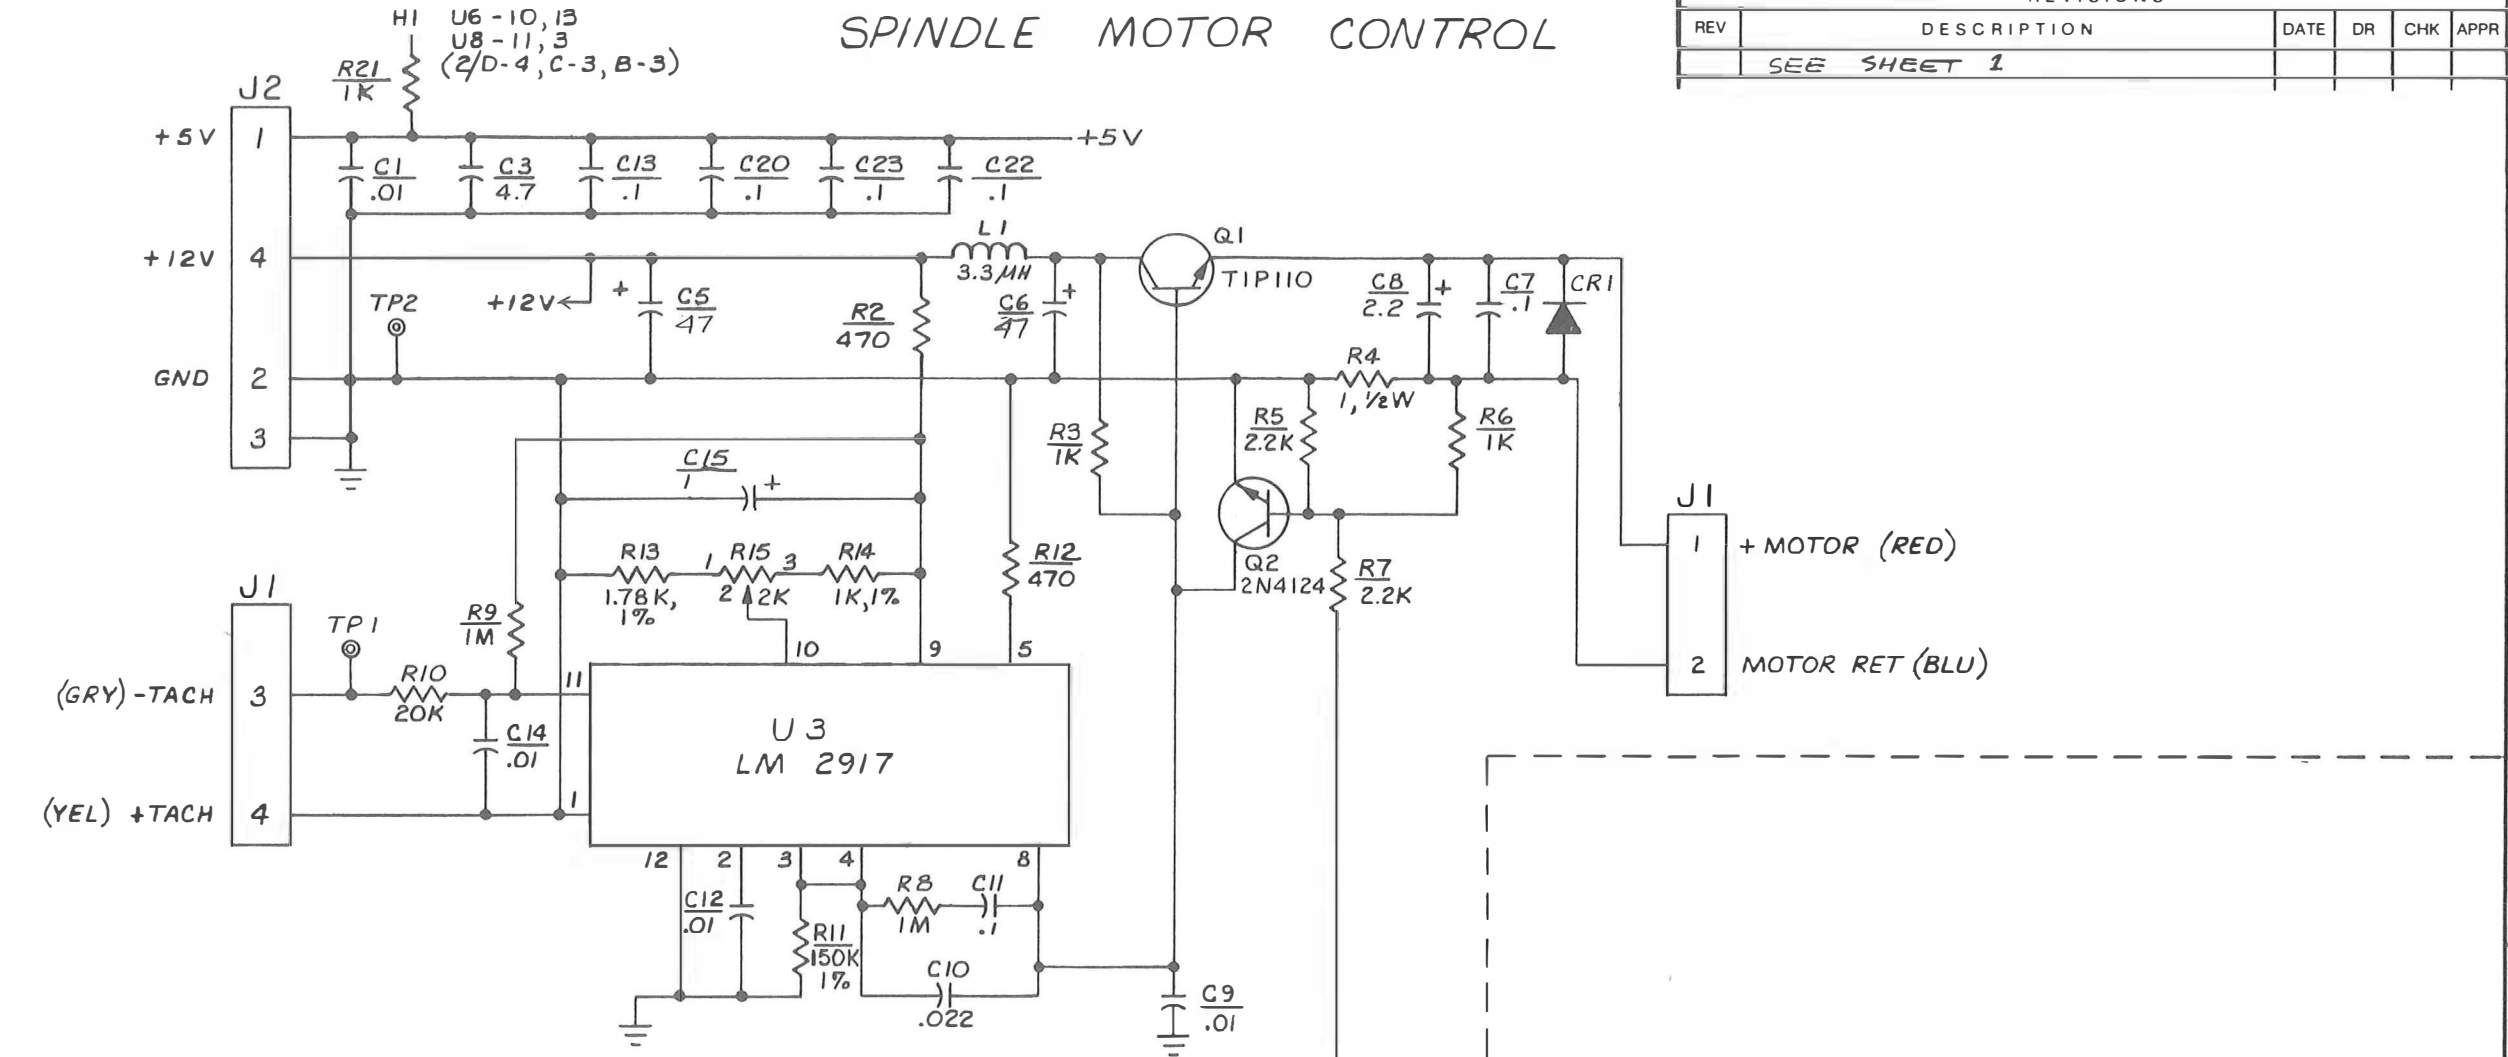 SPINDLE MOTOR CONTROL
REVISIONS
REV DESCRIPTION DATE DR CHK APPR
SEE SHEET 1
H1 U6-10, 13
U8-11, 3
(2/D-4, C-3, B-3)
R21
1K
J2
+5V 1
+5V
C1
.01
C3
4.7
C13
.1
C20
.1
C23
.1
C22
.1
+12V 4
L1
3.3µH
Q1
TIP110
TP2
+12V
+
C5
47
R2
470
C6
47
+
C8
2.2
+
C7
.1
CR1
GND 2
R4
1, 1/2W
3
R3
1K
R5
2.2K
R6
1K
C15
1
+
J1
1 + MOTOR (RED)
2 MOTOR RET (BLU)
R13
1.78K,
1%
1 R15 3
2 2K
R14
1K, 1%
R12
470
Q2
2N4124
R7
2.2K
J1
TP1
R9
1M
10
9
5
(GRY) -TACH 3
R10
20K
11
C14
.01
U3
LM 2917
(YEL) +TACH 4
1
12 2 3 4 8
C12
.01
R11
150K
1%
R8
1M
C11
.1
C10
.022
C9
.01